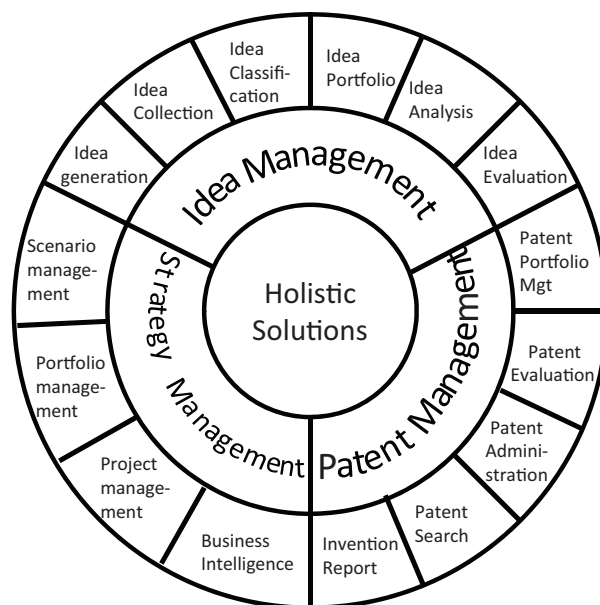 Idea
generation
Idea
Collection
Idea
Classifi-
cation
Idea
Portfolio
Idea
Analysis
Idea
Evaluation
Patent
Portfolio
Mgt
Patent
Evaluation
Patent
Admini-
stration
Patent
Search
Invention
Report
Business
Intelligence
Project
manage-
ment
Portfolio
manage-
ment
Scenario
manage-
ment
Idea Management
Patent Management
Strategy Management
Holistic
Solutions